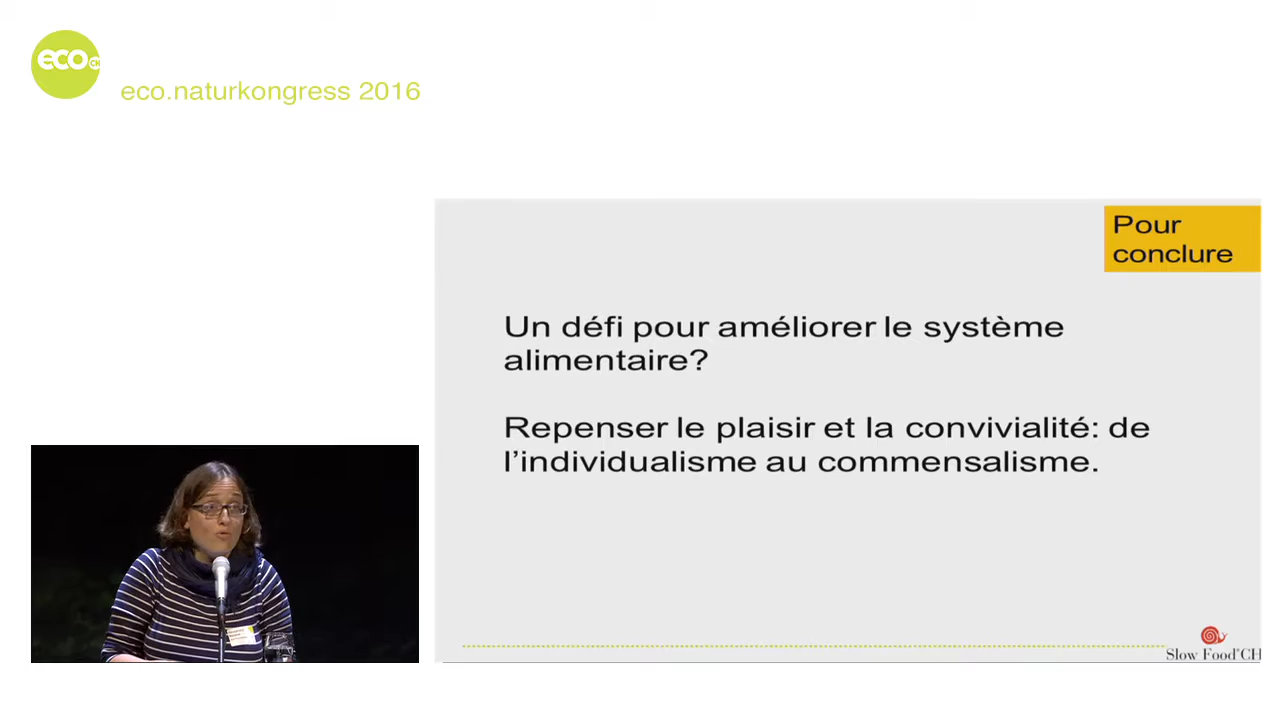 eco.CH
eco.naturkongress 2016
Pour
conclure
Un défi pour améliorer le système
alimentaire?
Repenser le plaisir et la convivialité: de
l'individualisme au commensalisme.
Slow Food®CH